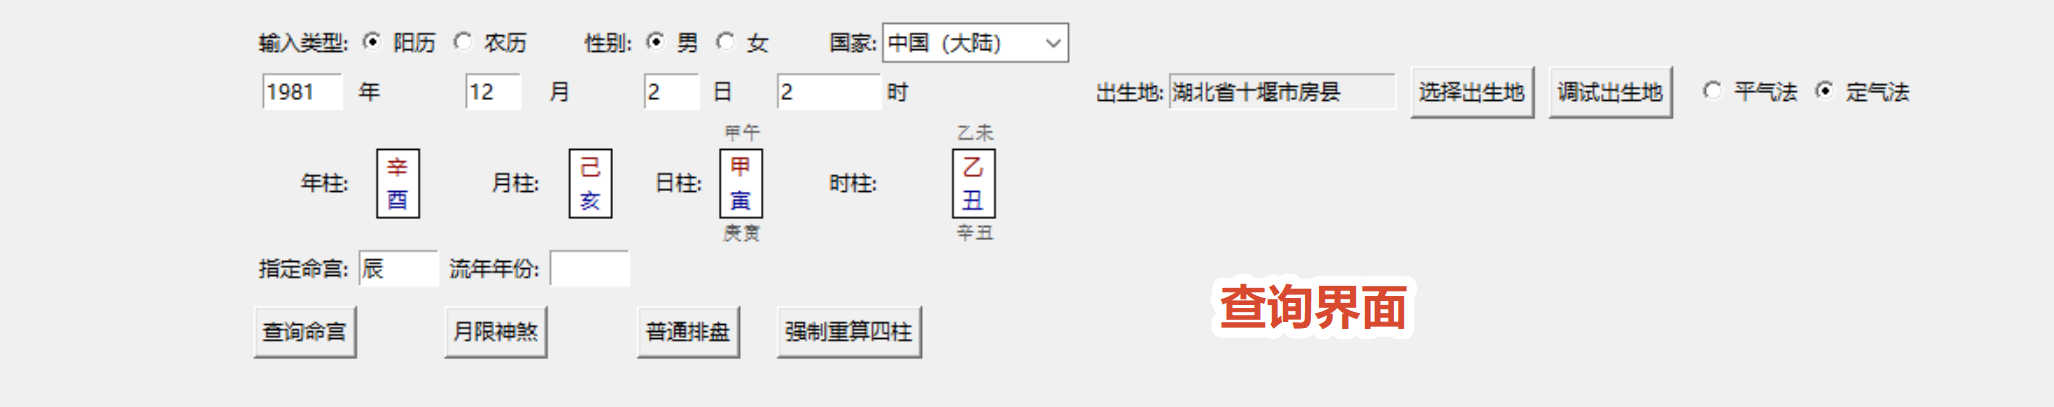 输入类型: 阳历 农历 性别: 男 女 国家: 中国（大陆）
1981 年 12 月 2 日 2 时 出生地: 湖北省十堰市房县 选择出生地 调试出生地 平气法 定气法
甲午 乙未
年柱: 辛酉 月柱: 己亥 日柱: 甲寅 时柱: 乙丑
庚寅 辛丑
指定命宫: 辰 流年年份:
查询命宫 月限神煞 普通排盘 强制重算四柱
查询界面